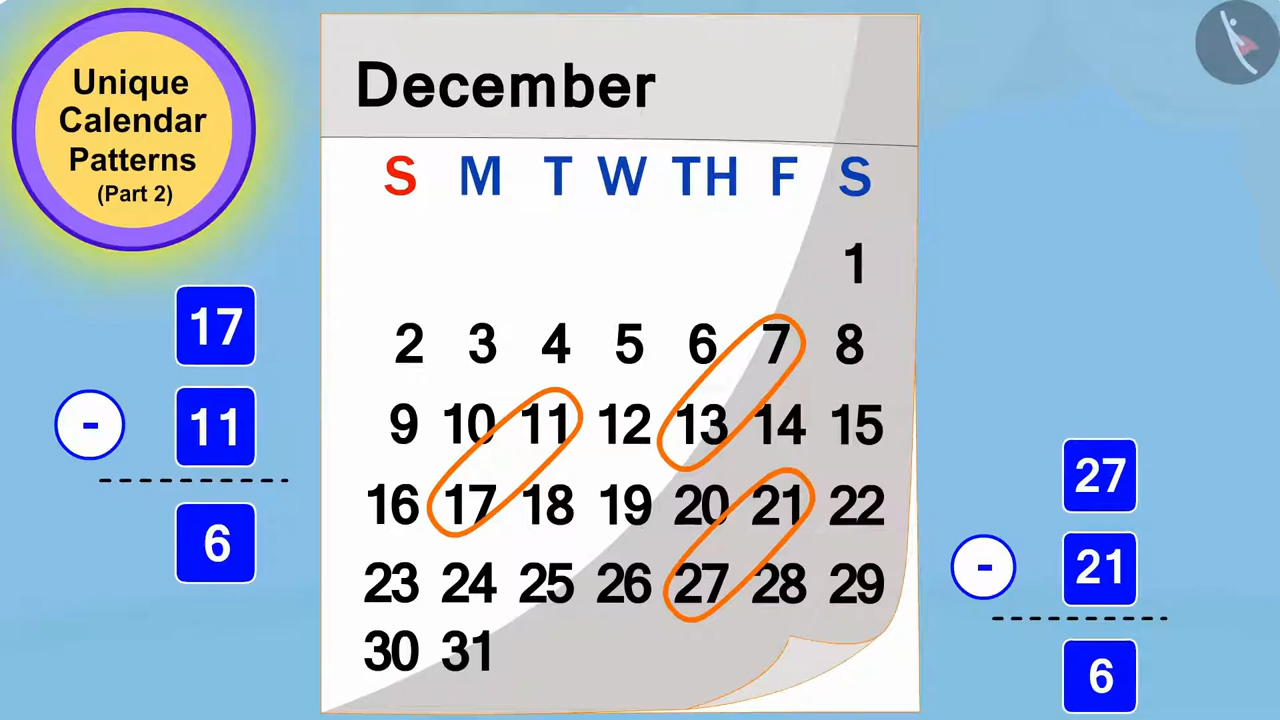 Unique
Calendar
Patterns
(Part 2)
December
S M T W TH F S
1
2 3 4 5 6 7 8
9 10 11 12 13 14 15
16 17 18 19 20 21 22
23 24 25 26 27 28 29
30 31
17
- 11
6
27
- 21
6